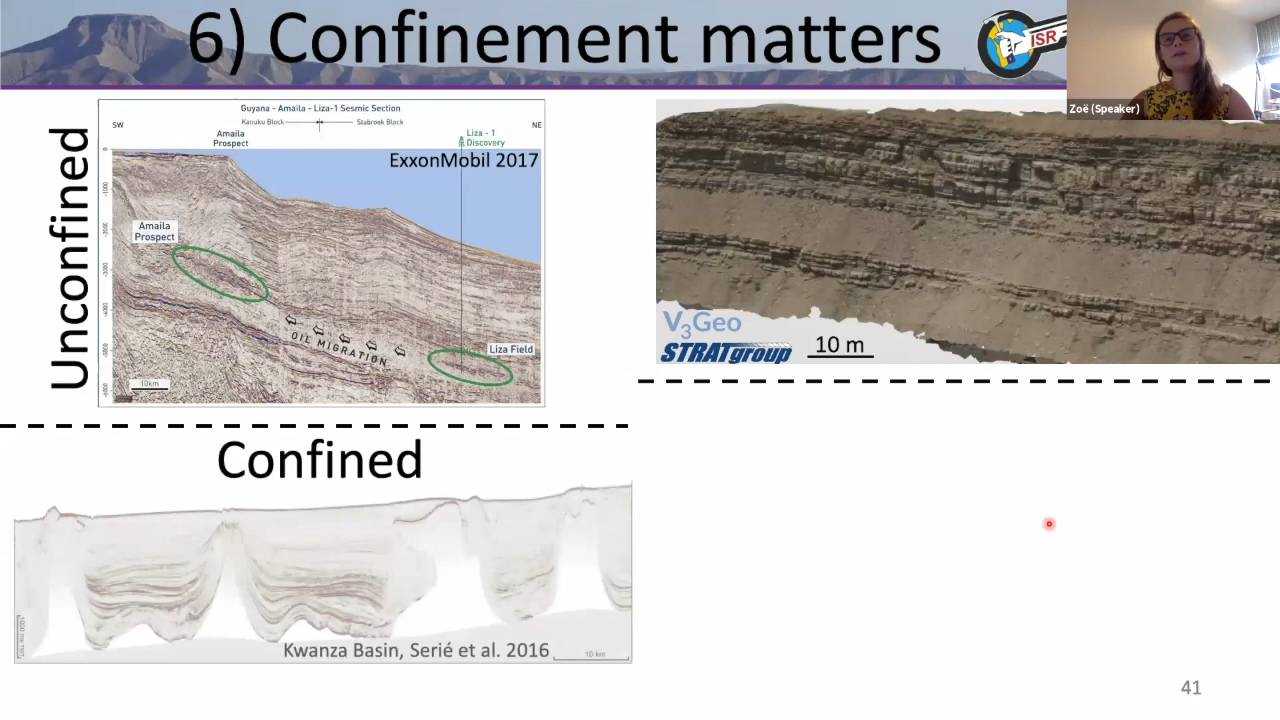 6) Confinement matters
ISR
Zoë (Speaker)
Unconfined
Guyana - Amaila - Liza-1 Sesmic Section
Kanuku Block
Stabroek Block
SW
NE
Amaila
Prospect
Liza - 1
Discovery
ExxonMobil 2017
Amaila
Prospect
OIL MIGRATION
Liza Field
10km
V3Geo
STRATgroup
10 m
Confined
Kwanza Basin, Serié et al. 2016
10 km
41